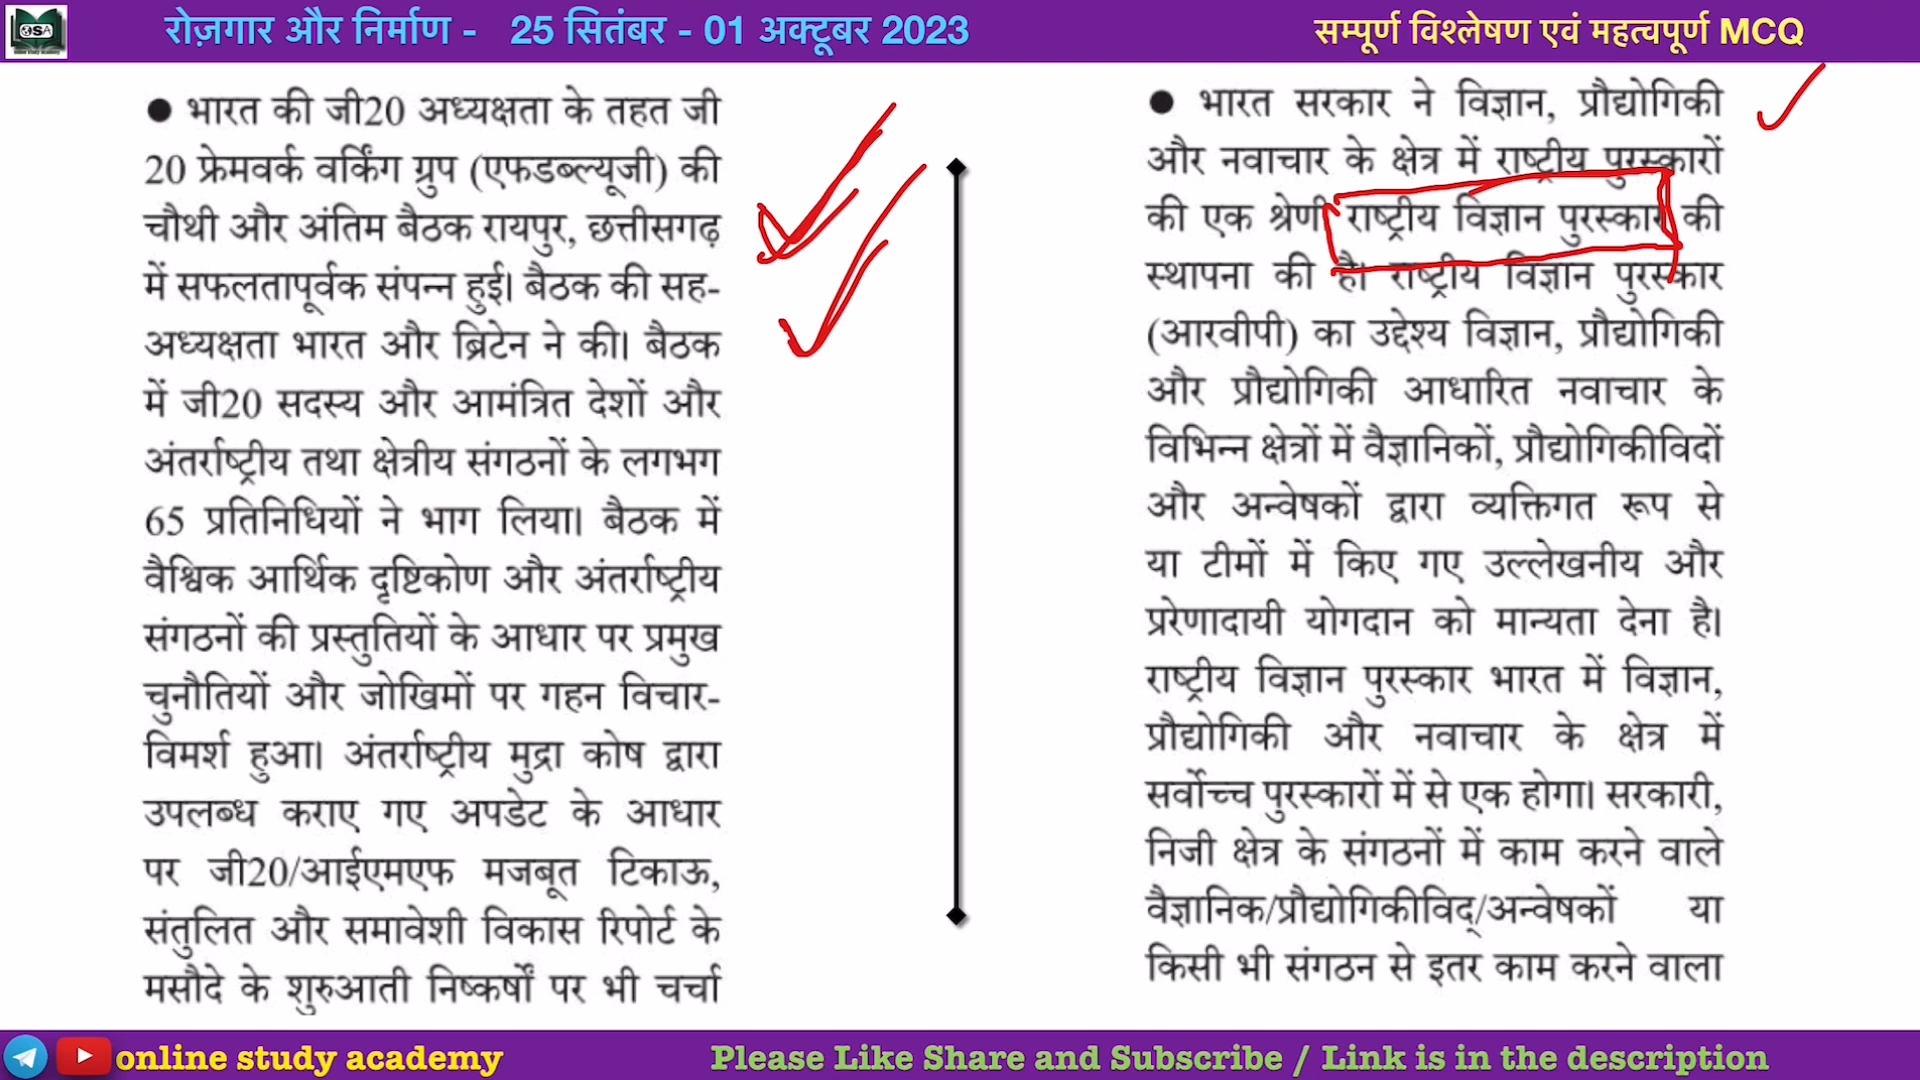 OSA
रोज़गार और निर्माण - 25 सितंबर - 01 अक्टूबर 2023
सम्पूर्ण विश्लेषण एवं महत्वपूर्ण MCQ
● भारत की जी20 अध्यक्षता के तहत जी
20 फ्रेमवर्क वर्किंग ग्रुप (एफडब्ल्यूजी) की
चौथी और अंतिम बैठक रायपुर, छत्तीसगढ़
में सफलतापूर्वक संपन्न हुई। बैठक की सह-
अध्यक्षता भारत और ब्रिटेन ने की। बैठक
में जी20 सदस्य और आमंत्रित देशों और
अंतर्राष्ट्रीय तथा क्षेत्रीय संगठनों के लगभग
65 प्रतिनिधियों ने भाग लिया। बैठक में
वैश्विक आर्थिक दृष्टिकोण और अंतर्राष्ट्रीय
संगठनों की प्रस्तुतियों के आधार पर प्रमुख
चुनौतियों और जोखिमों पर गहन विचार-
विमर्श हुआ। अंतर्राष्ट्रीय मुद्रा कोष द्वारा
उपलब्ध कराए गए अपडेट के आधार
पर जी20/आईएमएफ मजबूत टिकाऊ,
संतुलित और समावेशी विकास रिपोर्ट के
मसौदे के शुरुआती निष्कर्षों पर भी चर्चा
● भारत सरकार ने विज्ञान, प्रौद्योगिकी
और नवाचार के क्षेत्र में राष्ट्रीय पुरस्कारों
की एक श्रेणी राष्ट्रीय विज्ञान पुरस्कार की
स्थापना की है। राष्ट्रीय विज्ञान पुरस्कार
(आरवीपी) का उद्देश्य विज्ञान, प्रौद्योगिकी
और प्रौद्योगिकी आधारित नवाचार के
विभिन्न क्षेत्रों में वैज्ञानिकों, प्रौद्योगिकीविदों
और अन्वेषकों द्वारा व्यक्तिगत रूप से
या टीमों में किए गए उल्लेखनीय और
प्ररेणादायी योगदान को मान्यता देना है।
राष्ट्रीय विज्ञान पुरस्कार भारत में विज्ञान,
प्रौद्योगिकी और नवाचार के क्षेत्र में
सर्वोच्च पुरस्कारों में से एक होगा। सरकारी,
निजी क्षेत्र के संगठनों में काम करने वाले
वैज्ञानिक/प्रौद्योगिकीविद्/अन्वेषकों या
किसी भी संगठन से इतर काम करने वाला
online study academy
Please Like Share and Subscribe / Link is in the description